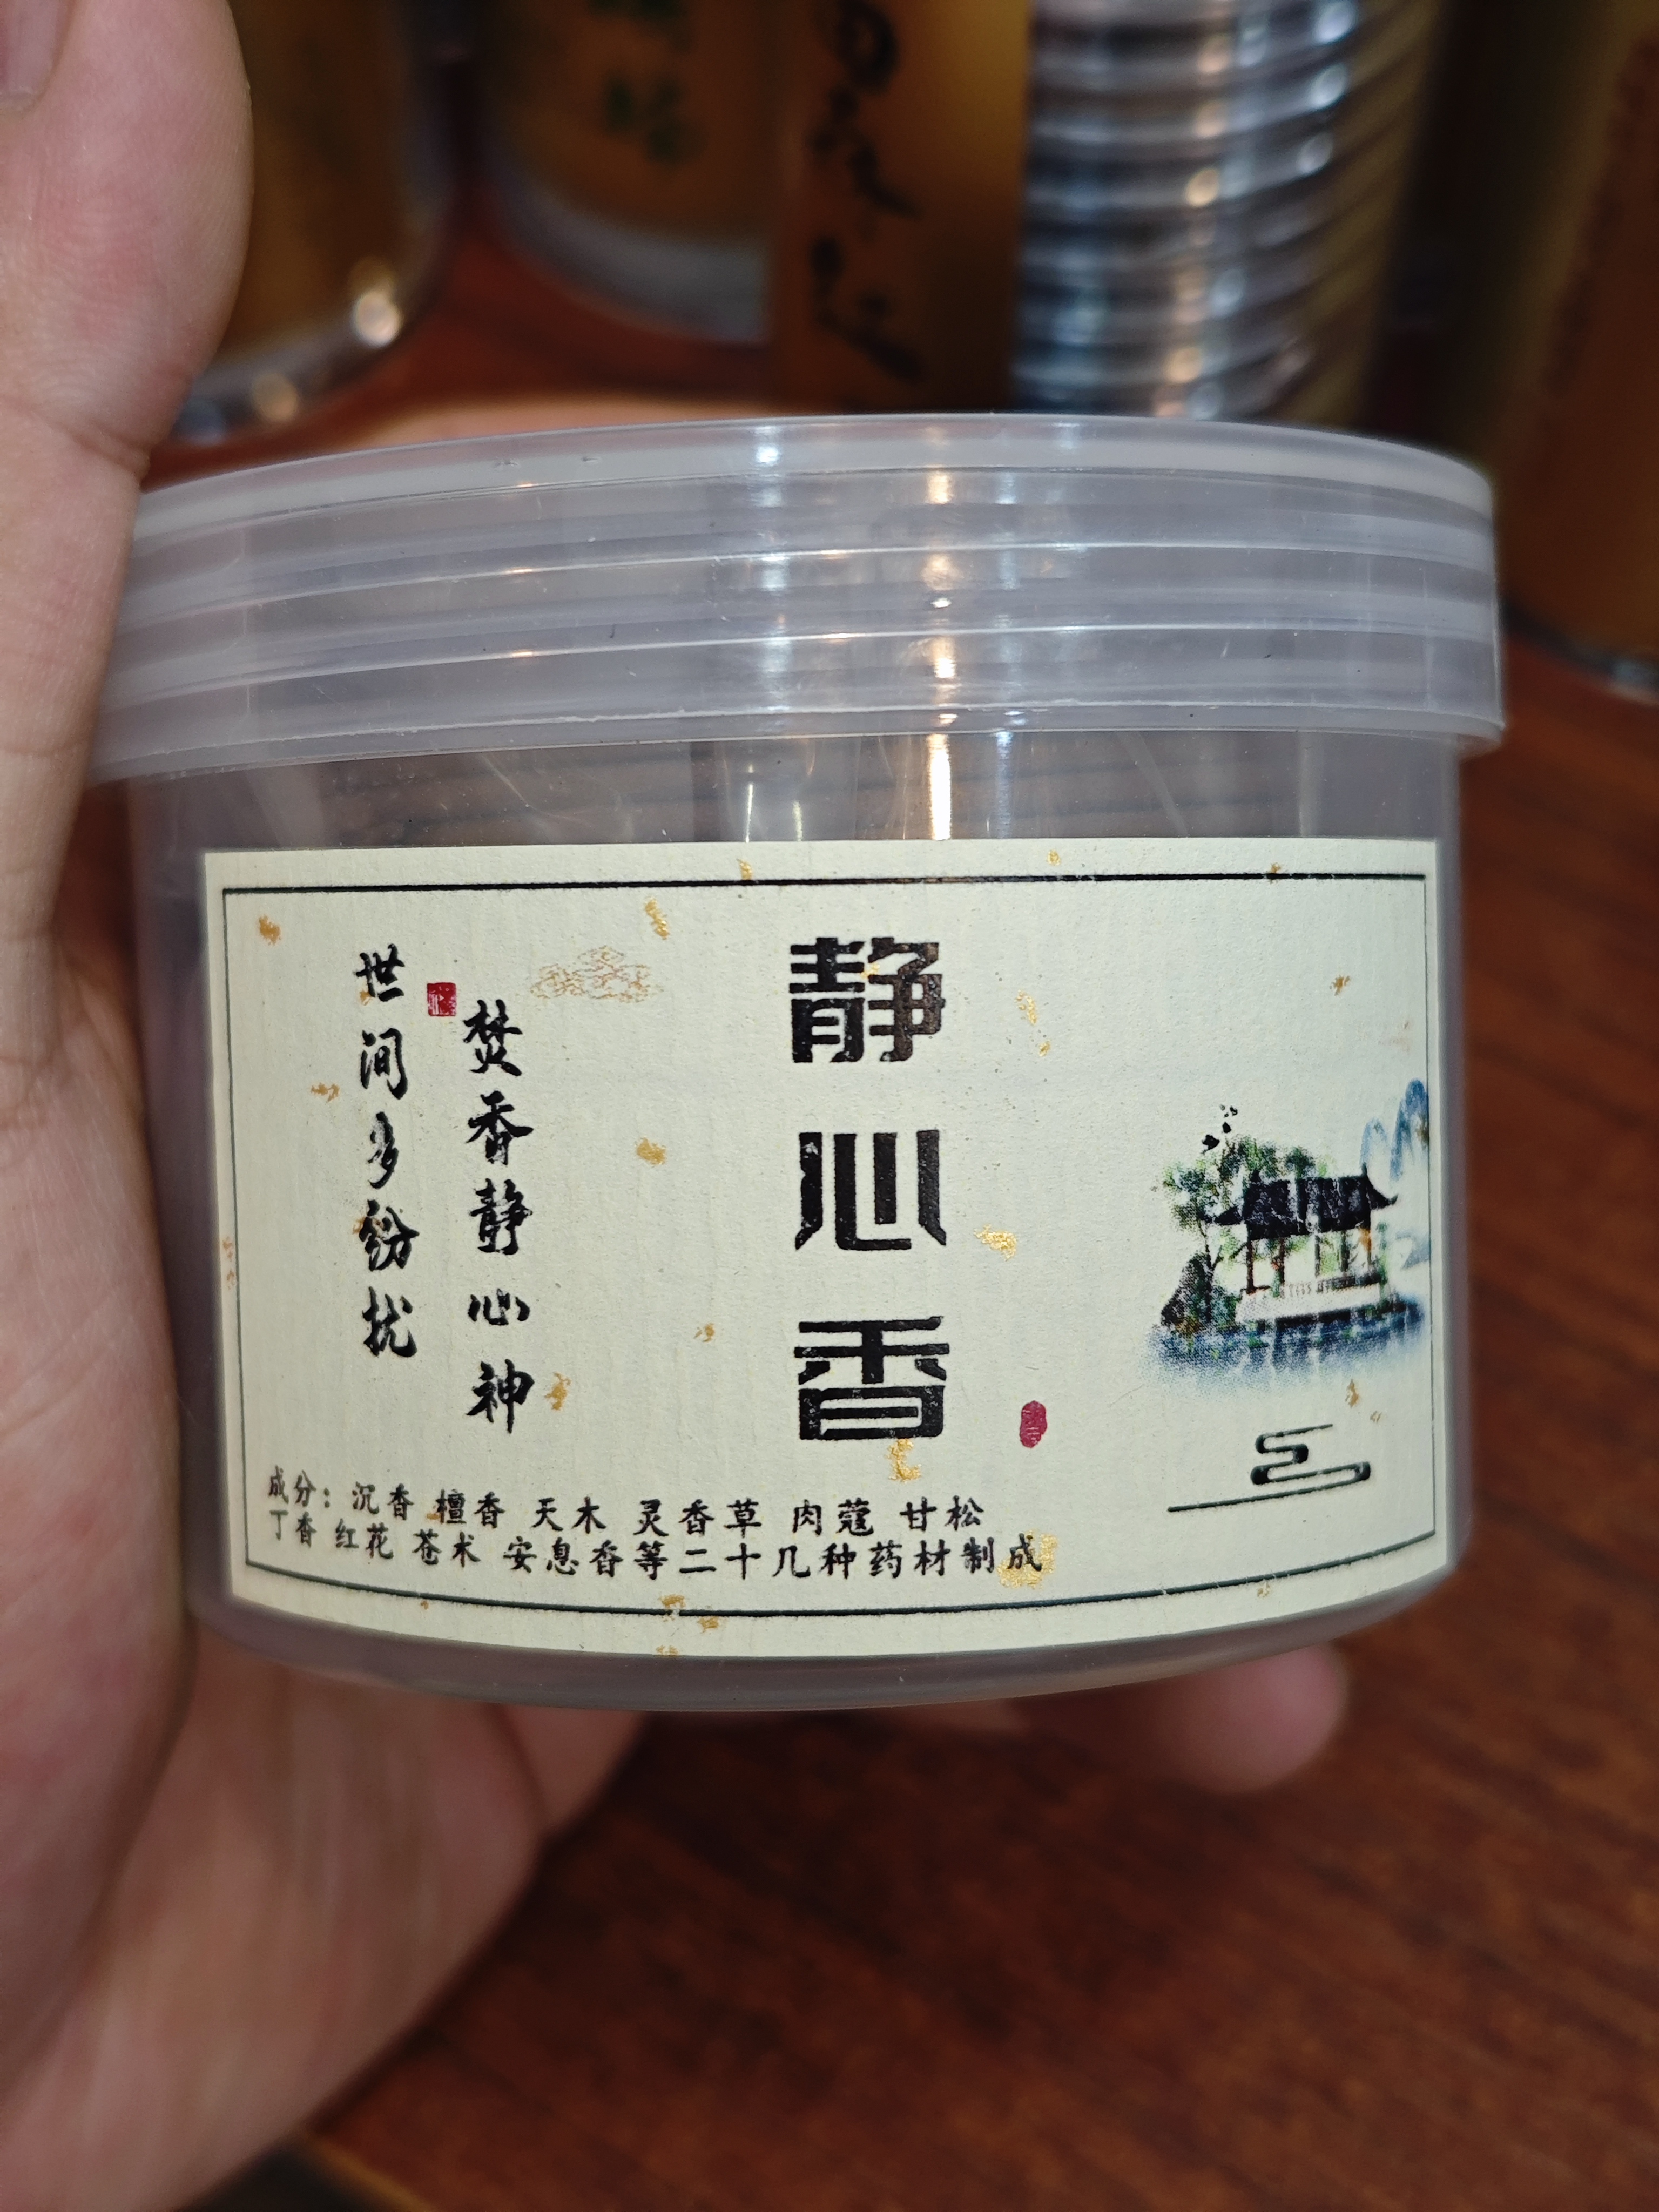 静心香
世间多纷扰
焚香静心神
成分：沉香 檀香 天木 灵香草 肉蔻 甘松
丁香 红花 苍术 安息香等二十几种药材制成